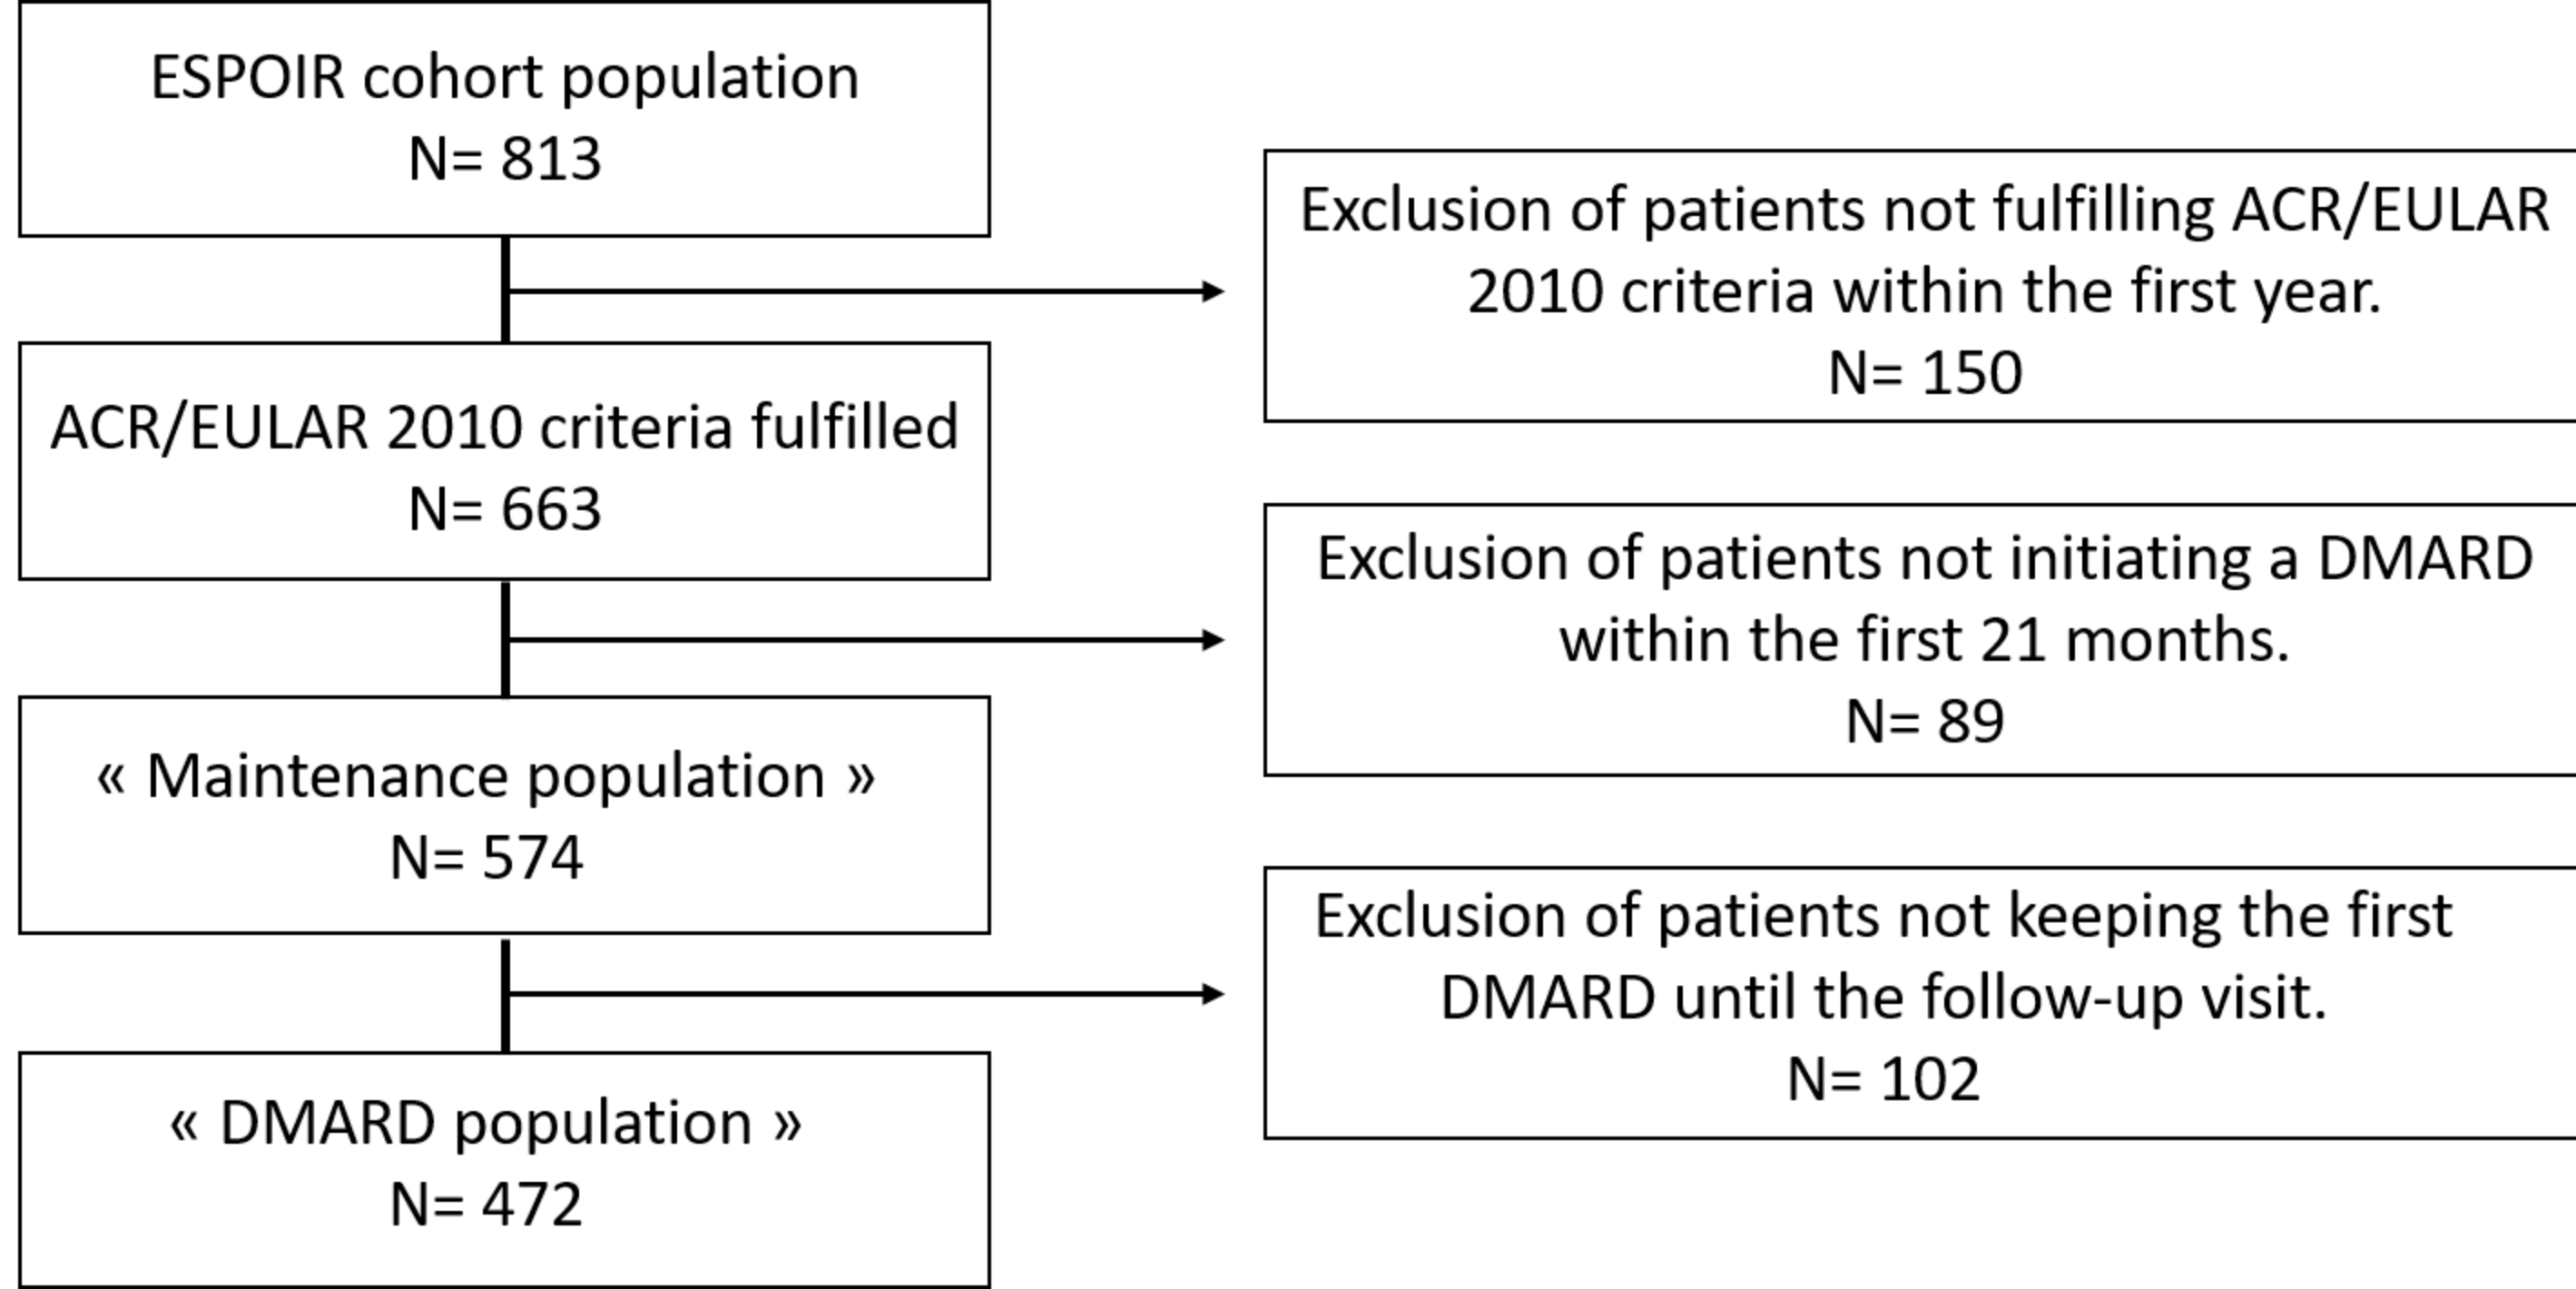 ESPOIR cohort population
N= 813
Exclusion of patients not fulfilling ACR/EULAR
2010 criteria within the first year.
N= 150
ACR/EULAR 2010 criteria fulfilled
N= 663
Exclusion of patients not initiating a DMARD
within the first 21 months.
N= 89
« Maintenance population »
N= 574
Exclusion of patients not keeping the first
DMARD until the follow-up visit.
N= 102
« DMARD population »
N= 472